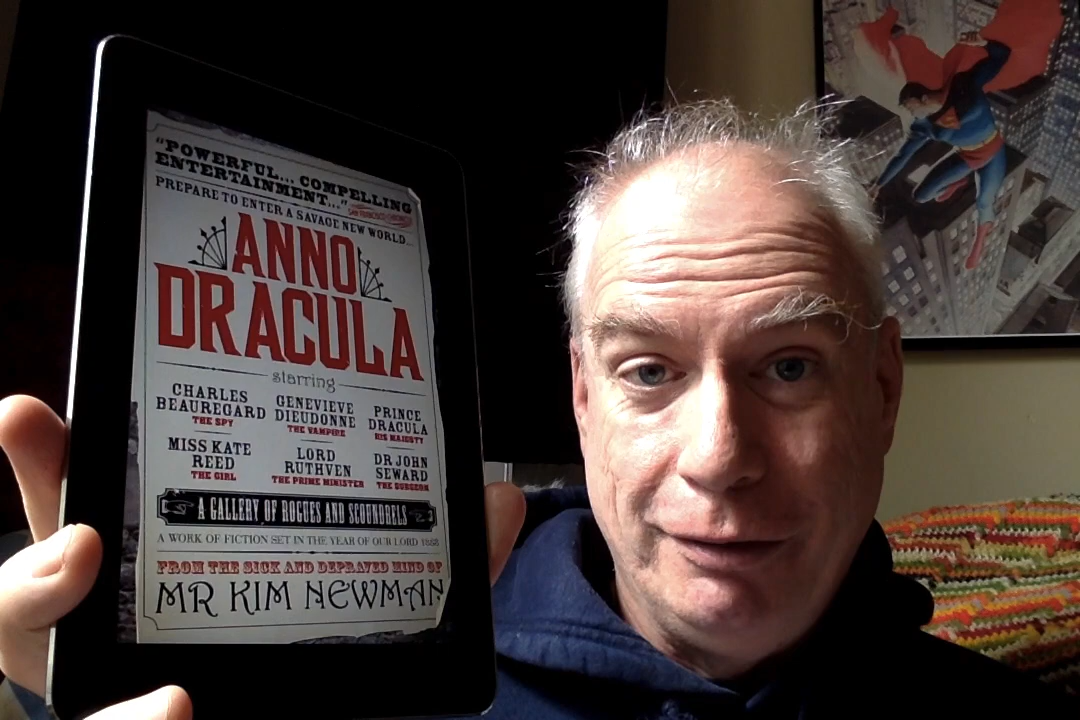 "POWERFUL... COMPELLING
ENTERTAINMENT..."
SAN FRANCISCO CHRONICLE
PREPARE TO ENTER A SAVAGE NEW WORLD...
ANNO
DRACULA
starring
CHARLES
BEAUREGARD
THE SPY
GENEVIEVE
DIEUDONNE
THE VAMPIRE
PRINCE
DRACULA
HIS MAJESTY
MISS KATE
REED
THE GIRL
LORD
RUTHVEN
THE PRIME MINISTER
DR JOHN
SEWARD
THE SURGEON
A GALLERY OF ROGUES AND SCOUNDRELS
A WORK OF FICTION SET IN THE YEAR OF OUR LORD 1888
FROM THE SICK AND DEPRAVED MIND OF
MR KIM NEWMAN